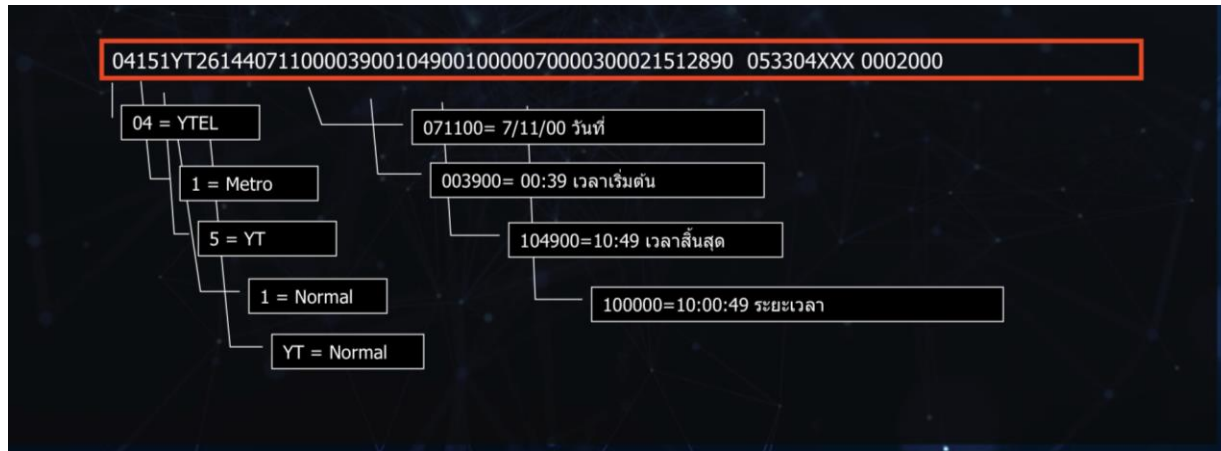 04151YT2614407110000390010490010000070000300021512890 053304XXX 0002000
04 = YTEL
1 = Metro
5 = YT
1 = Normal
YT = Normal
071100= 7/11/00 วันที่
003900= 00:39 เวลาเริ่มต้น
104900=10:49 เวลาสิ้นสุด
100000=10:00:49 ระยะเวลา